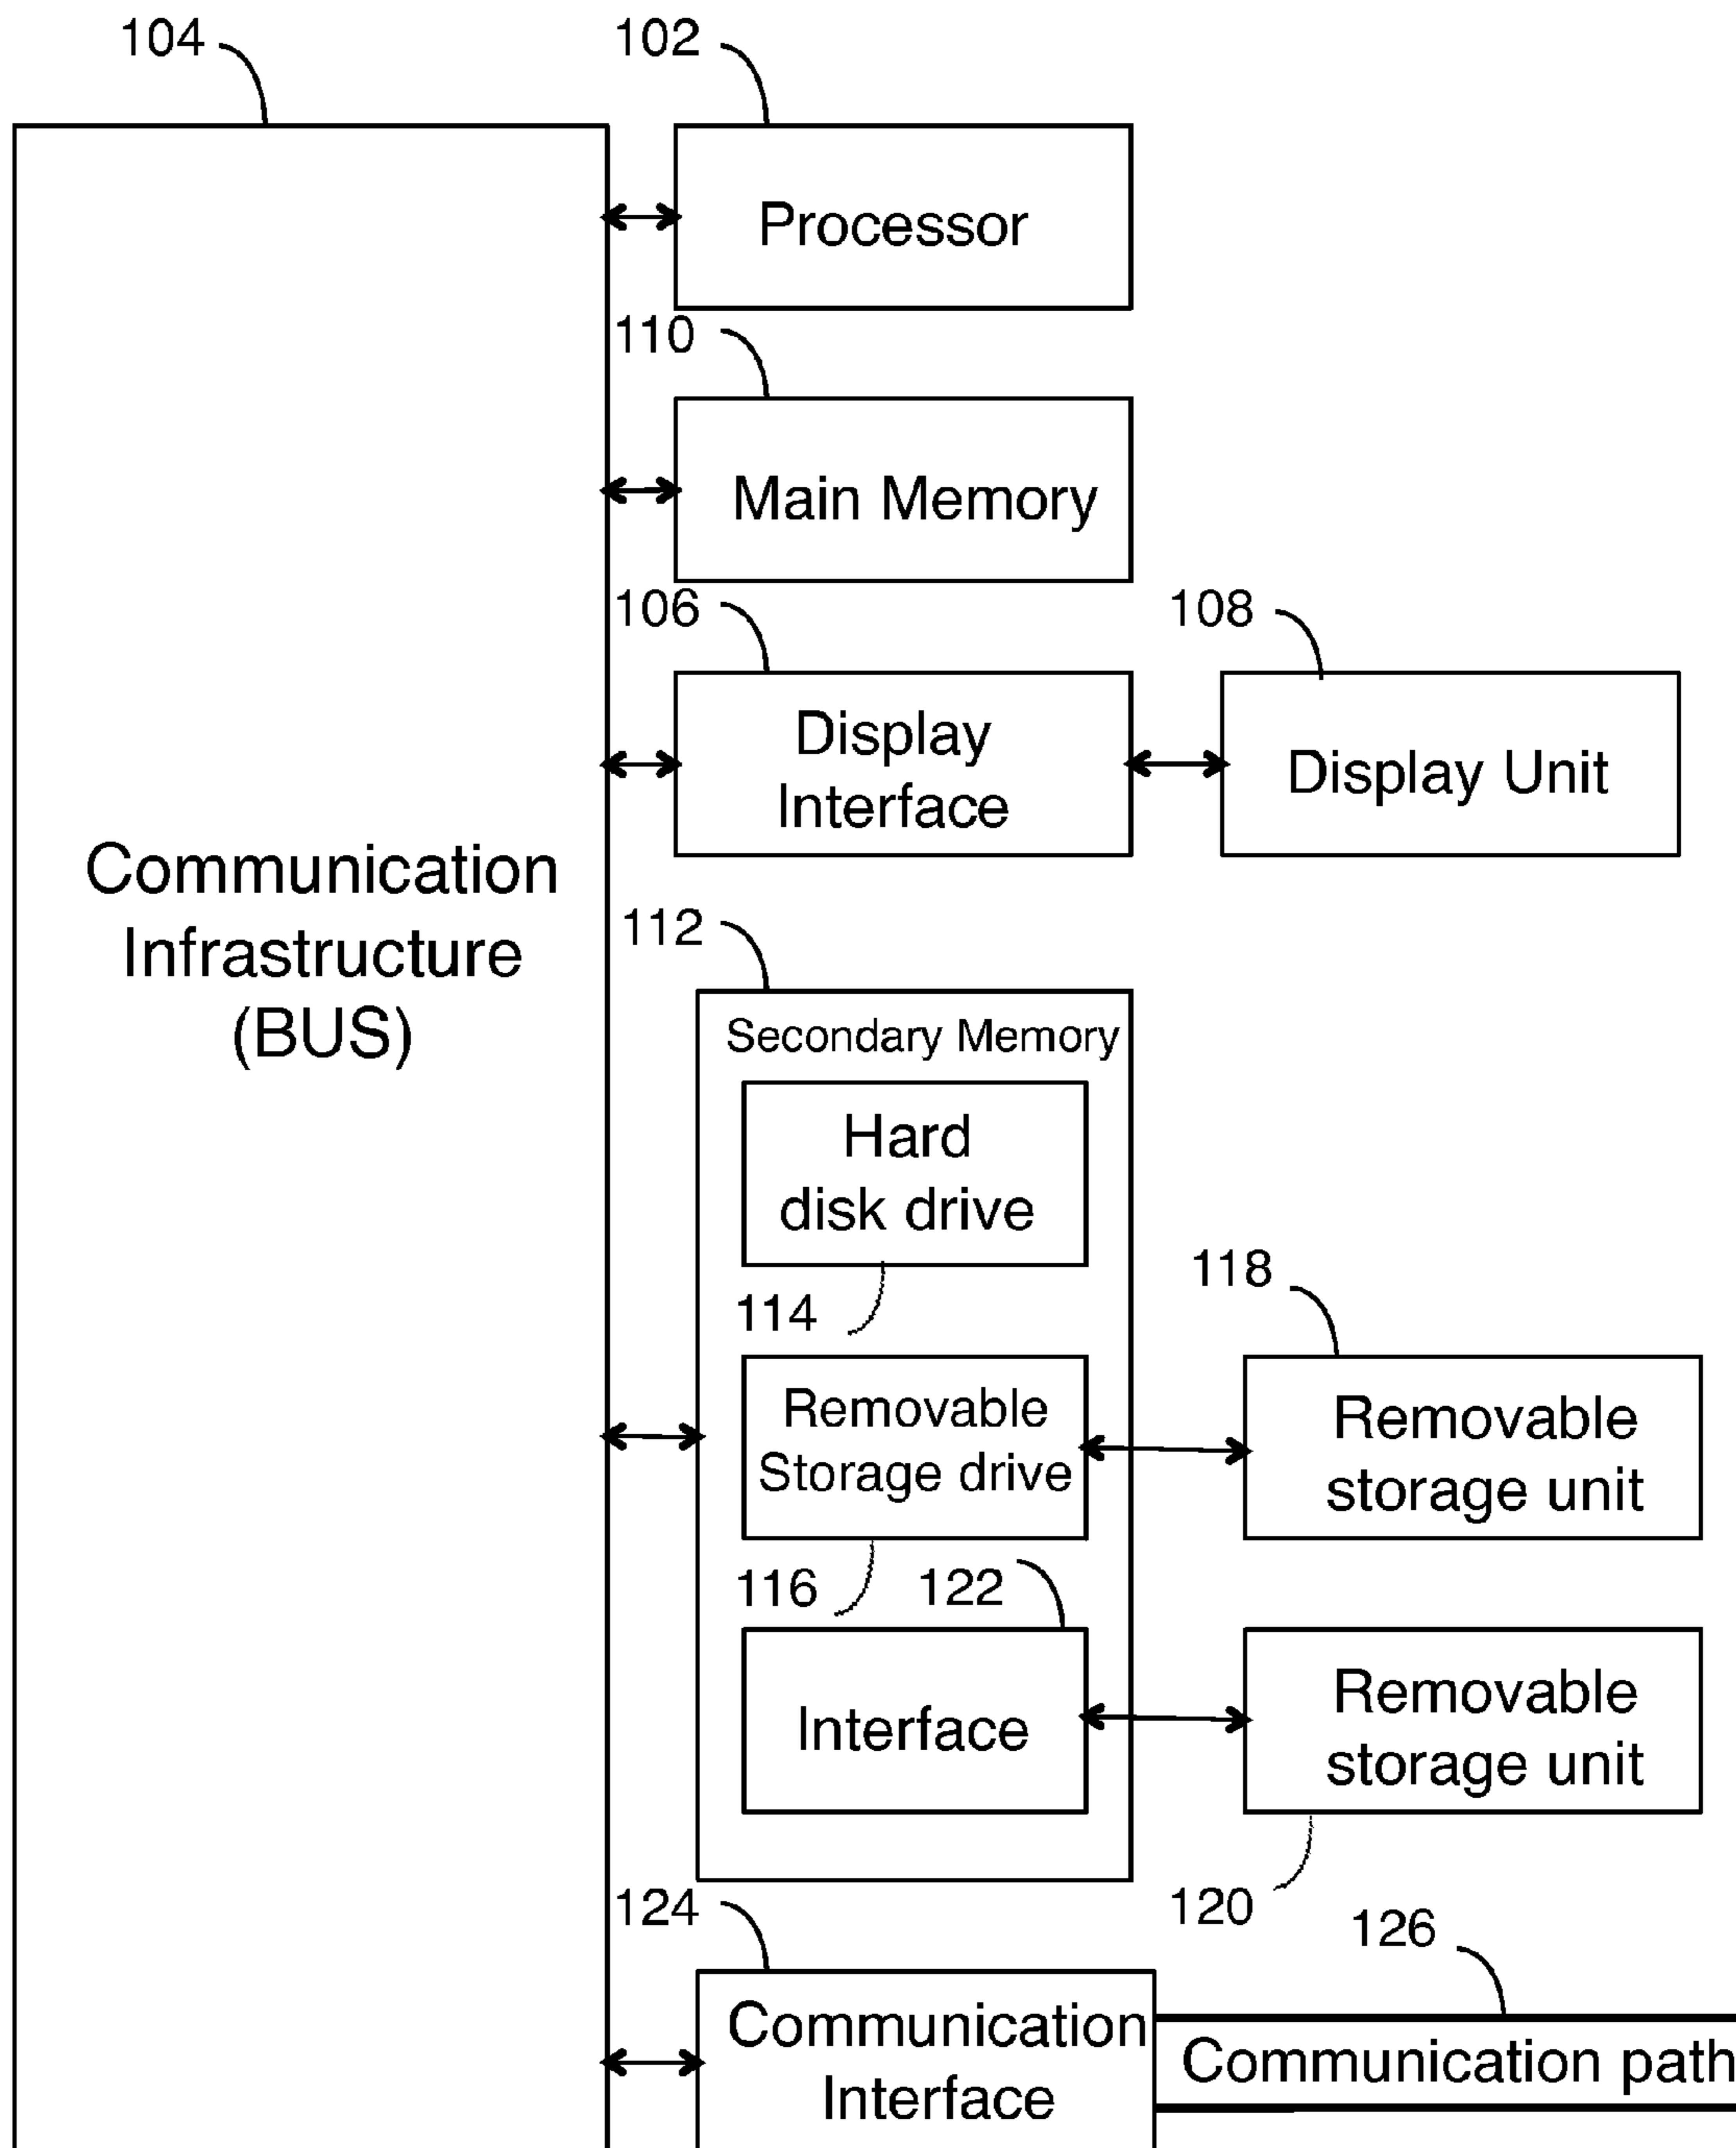 104
102
Processor
110
Main Memory
106
108
Display
Interface
Display Unit
Communication
Infrastructure
(BUS)
112
Secondary Memory
Hard
disk drive
114
118
Removable
Storage drive
Removable
storage unit
116
122
Interface
Removable
storage unit
120
124
126
Communication
Interface
Communication path